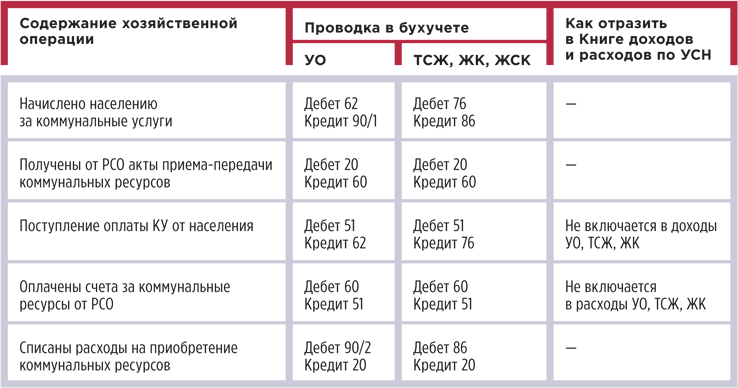 Содержание хозяйственной
операции
Проводка в бухучете
Как отразить
в Книге доходов
и расходов по УСН
УО
ТСЖ, ЖК, ЖСК
Начислено населению
за коммунальные услуги
Дебет 62
Кредит 90/1
Дебет 76
Кредит 86
—
Получены от РСО акты приема-передачи
коммунальных ресурсов
Дебет 20
Кредит 60
Дебет 20
Кредит 60
—
Поступление оплаты КУ от населения
Дебет 51
Кредит 62
Дебет 51
Кредит 76
Не включается в доходы
УО, ТСЖ, ЖК
Оплачены счета за коммунальные
ресурсы от РСО
Дебет 60
Кредит 51
Дебет 60
Кредит 51
Не включается
в расходы УО, ТСЖ, ЖК
Списаны расходы на приобретение
коммунальных ресурсов
Дебет 90/2
Кредит 20
Дебет 86
Кредит 20
—